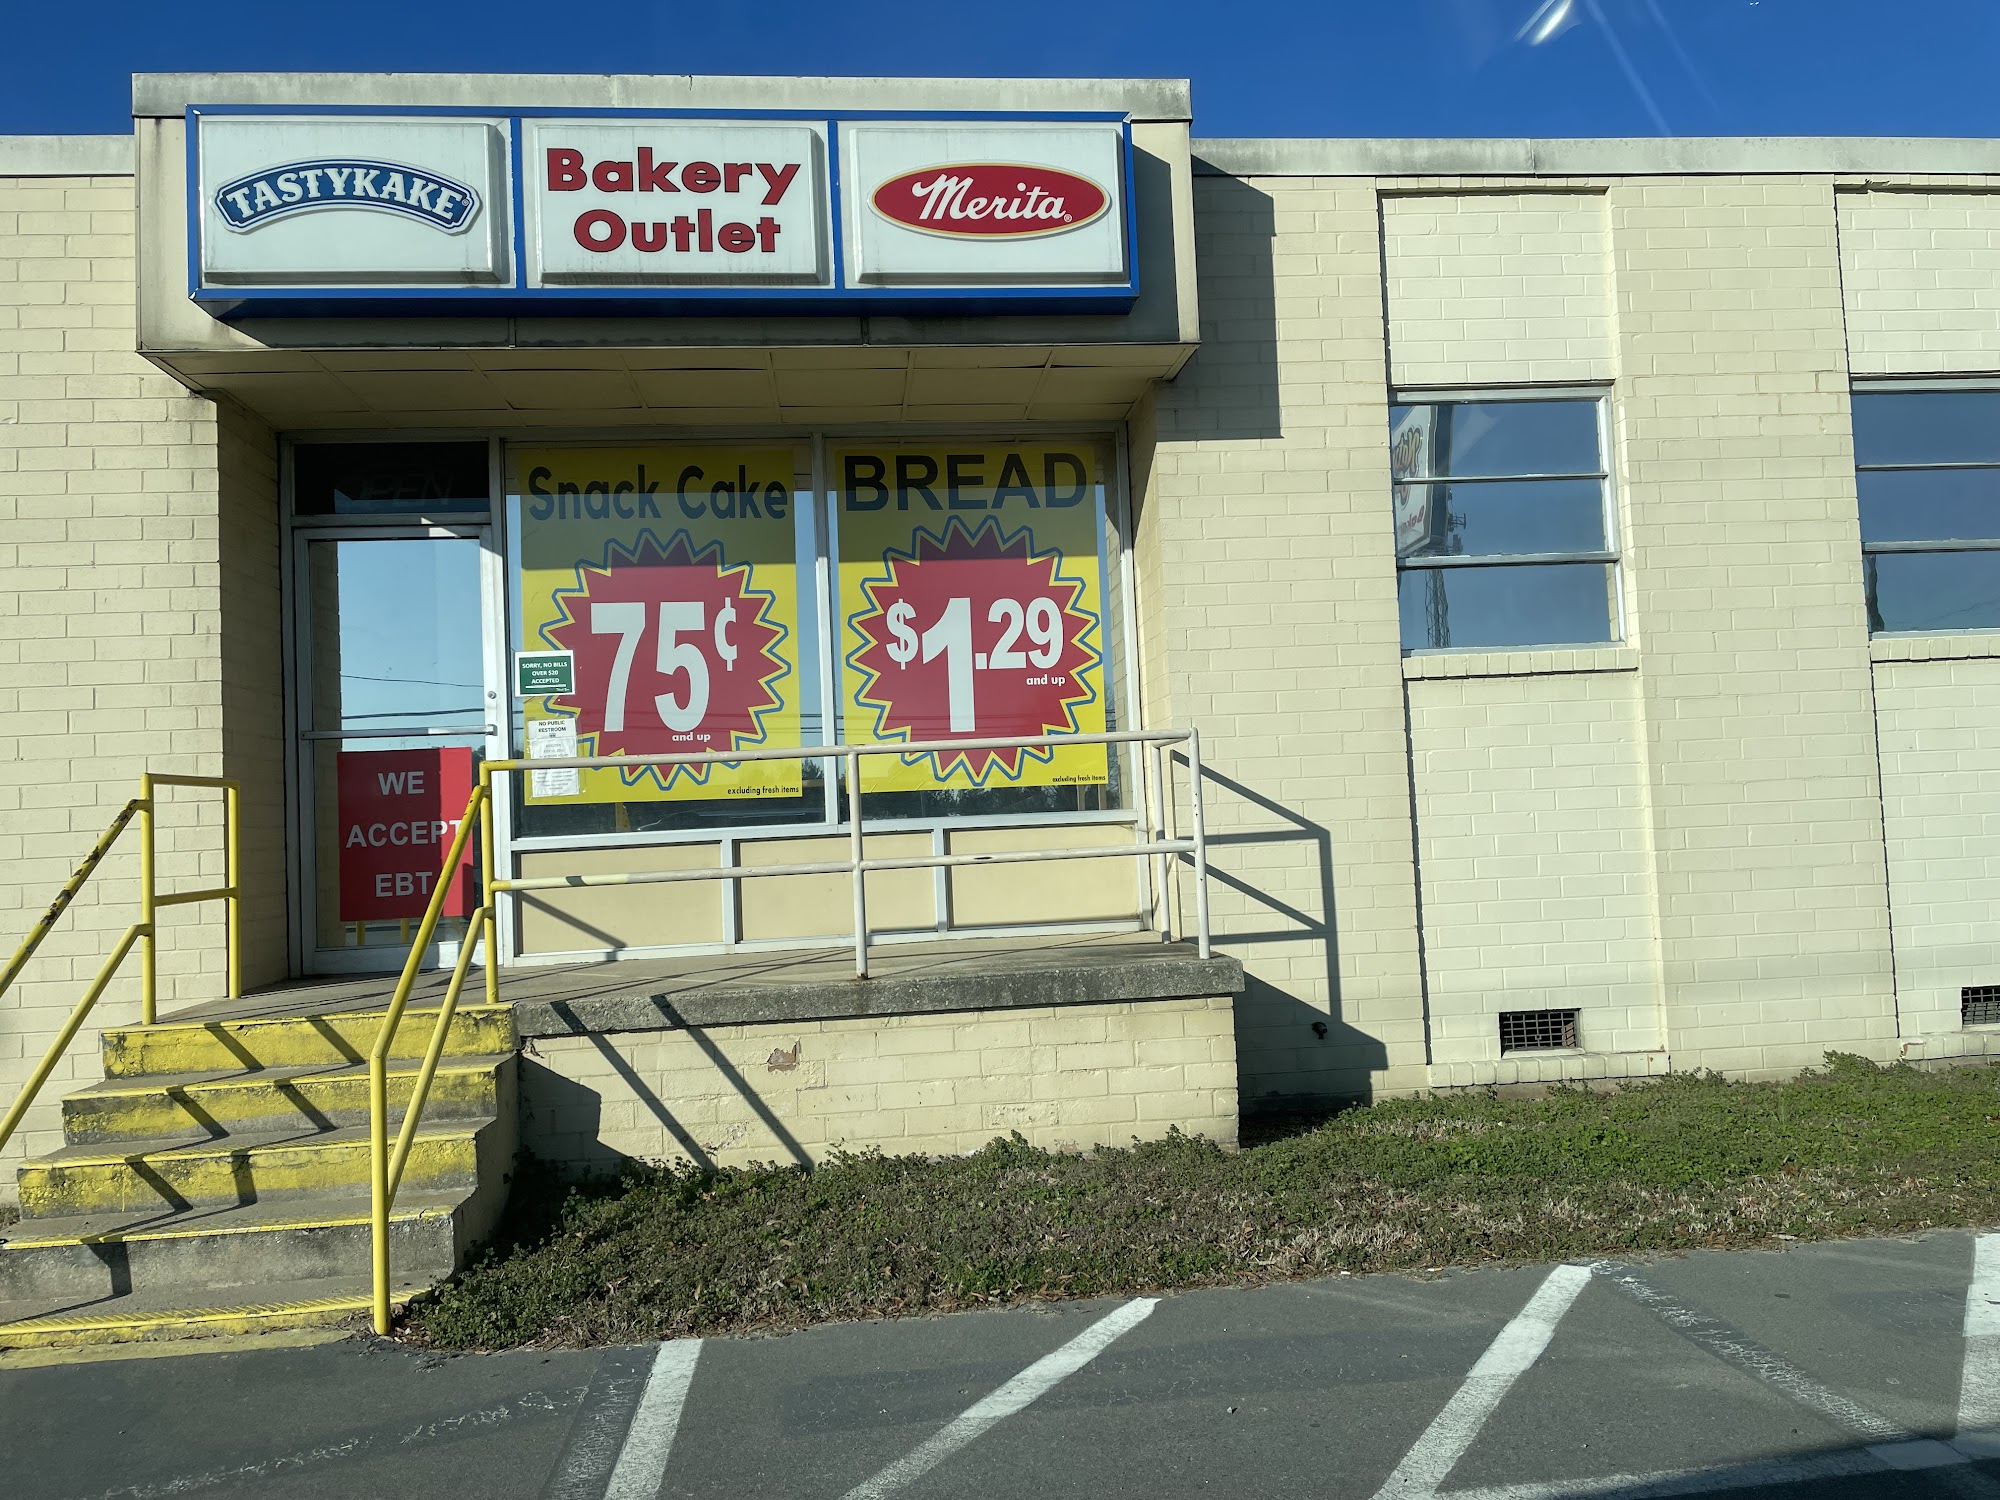 TASTYKAKE®
Bakery
Outlet
Merita®
OPEN
Snack Cake
75¢
and up
excluding fresh items
BREAD
$1.29
and up
excluding fresh items
SORRY, NO BILLS
OVER $20
ACCEPTED
NO PUBLIC
RESTROOM
WE
ACCEPT
EBT